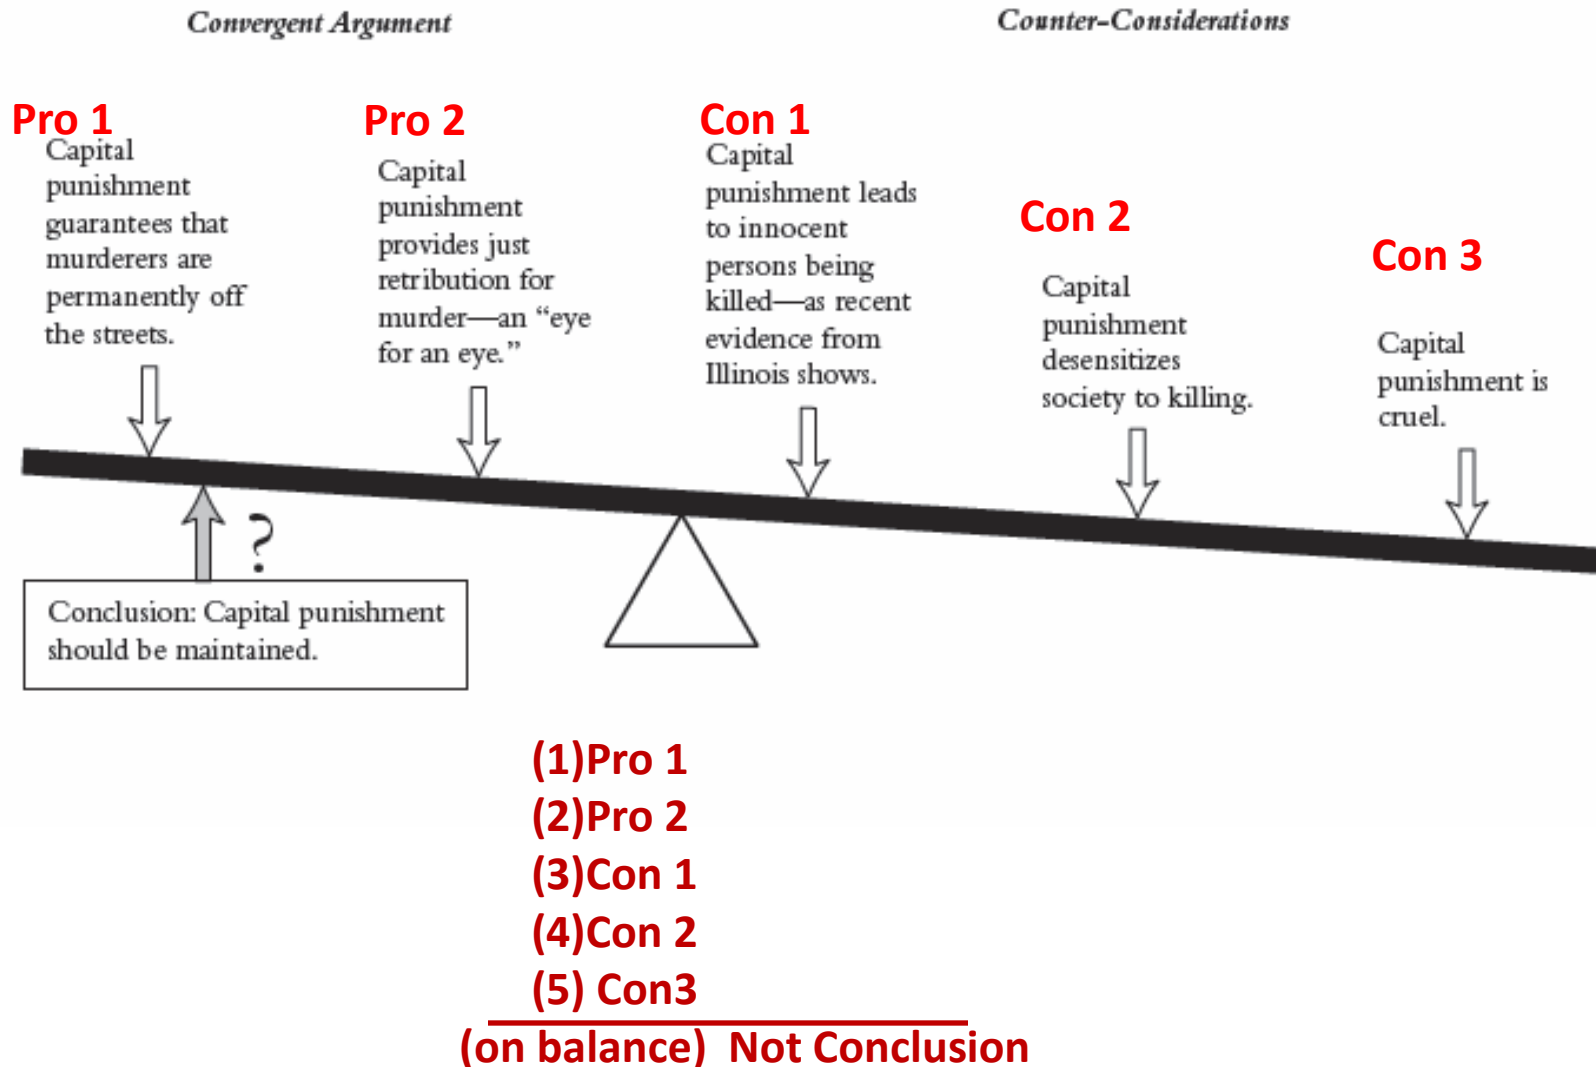 Convergent Argument
Counter-Considerations
Pro 1
Capital
punishment
guarantees that
murderers are
permanently off
the streets.
Pro 2
Capital
punishment
provides just
retribution for
murder—an “eye
for an eye.”
Con 1
Capital
punishment leads
to innocent
persons being
killed—as recent
evidence from
Illinois shows.
Con 2
Capital
punishment
desensitizes
society to killing.
Con 3
Capital
punishment is
cruel.
?
Conclusion: Capital punishment
should be maintained.
(1)Pro 1
(2)Pro 2
(3)Con 1
(4)Con 2
(5) Con3
(on balance) Not Conclusion